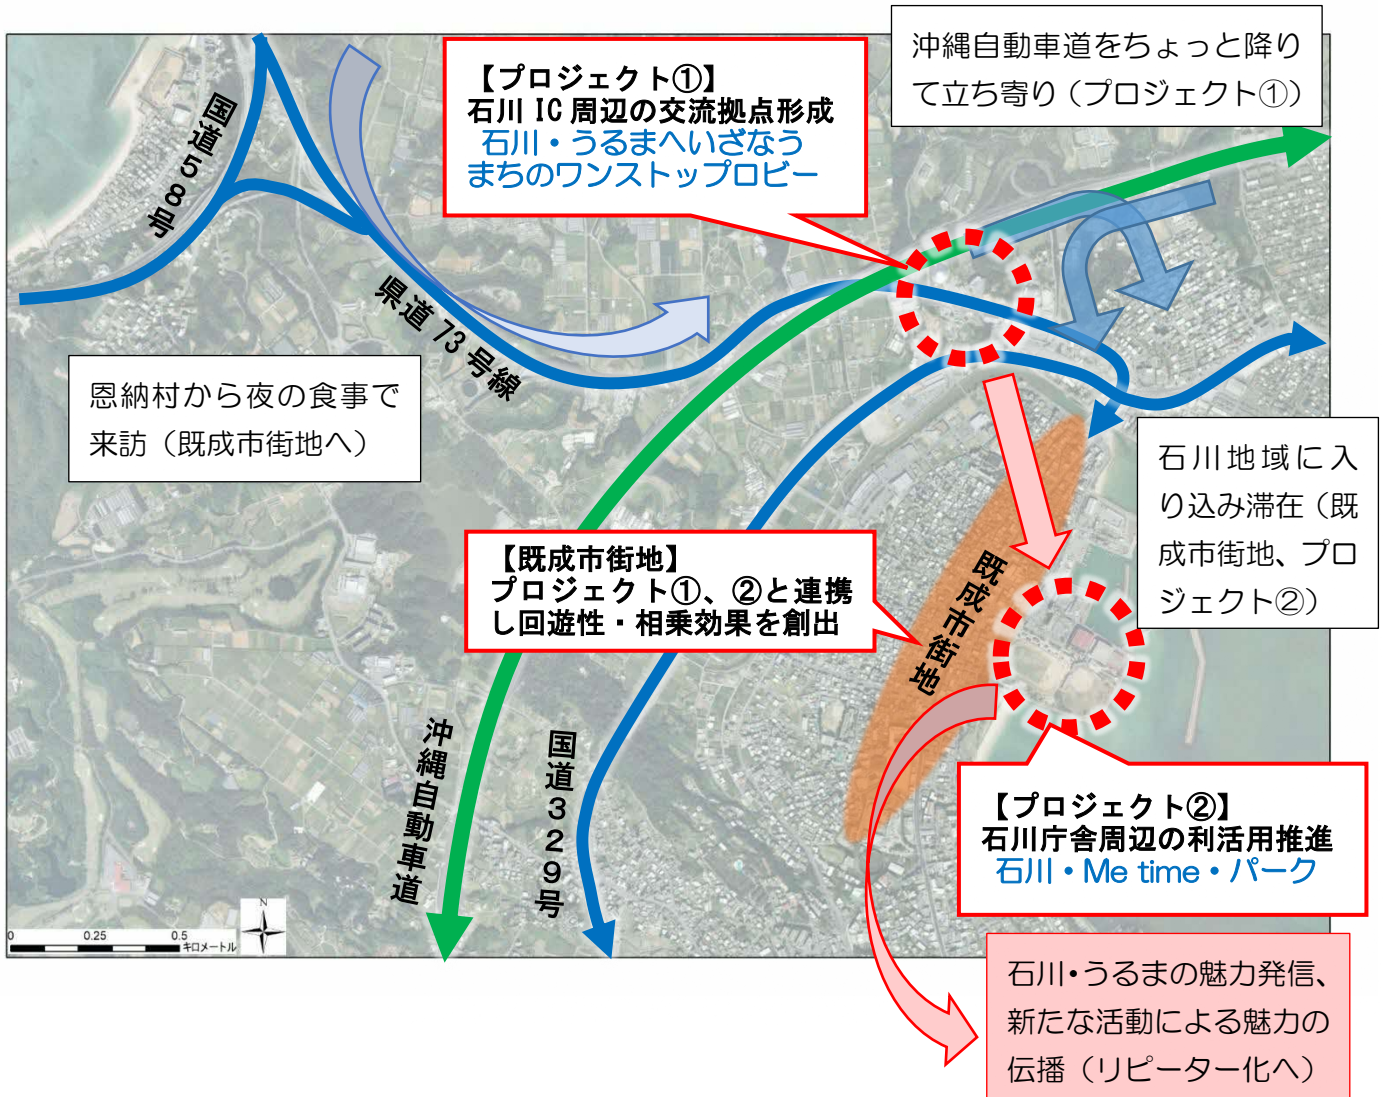 沖縄自動車道をちょっと降り
て立ち寄り（プロジェクト①）
【プロジェクト①】
石川 IC 周辺の交流拠点形成
石川・うるまへいざなう
まちのワンストップロビー
国道58号
県道 73 号線
恩納村から夜の食事で
来訪（既成市街地へ）
石川地域に入
り込み滞在（既
成市街地、プロ
ジェクト②）
【既成市街地】
プロジェクト①、②と連携
し回遊性・相乗効果を創出
既成市街地
沖縄自動車道
国道329号
【プロジェクト②】
石川庁舎周辺の利活用推進
石川・Me time・パーク
石川・うるまの魅力発信、
新たな活動による魅力の
伝播（リピーター化へ）
N
0 0.25 0.5
キロメートル